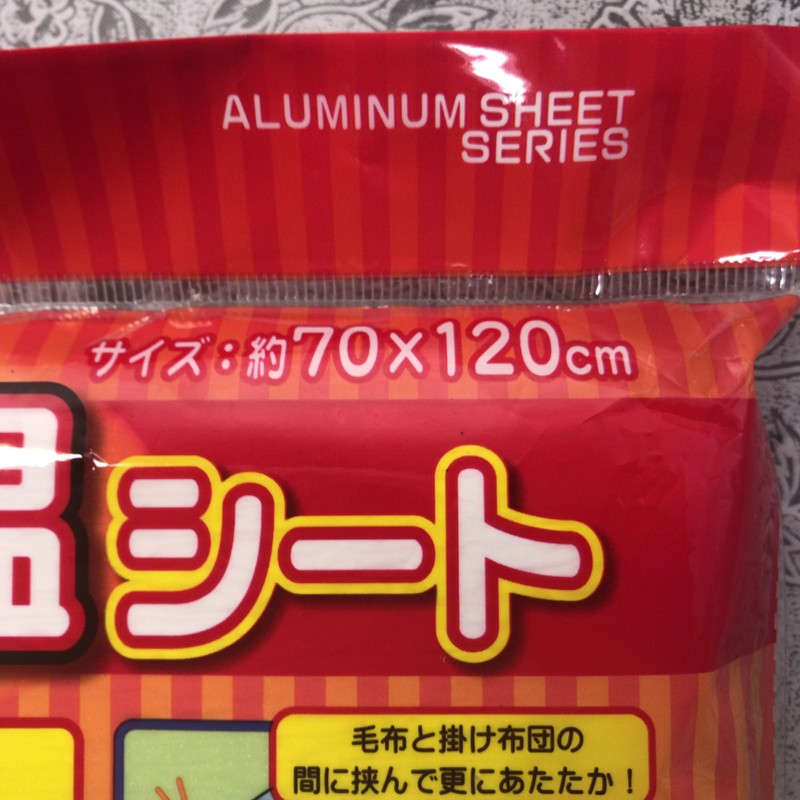 ALUMINUM SHEET
SERIES
サイズ：約70×120cm
温シート
毛布と掛け布団の
間に挟んで更にあたたか！